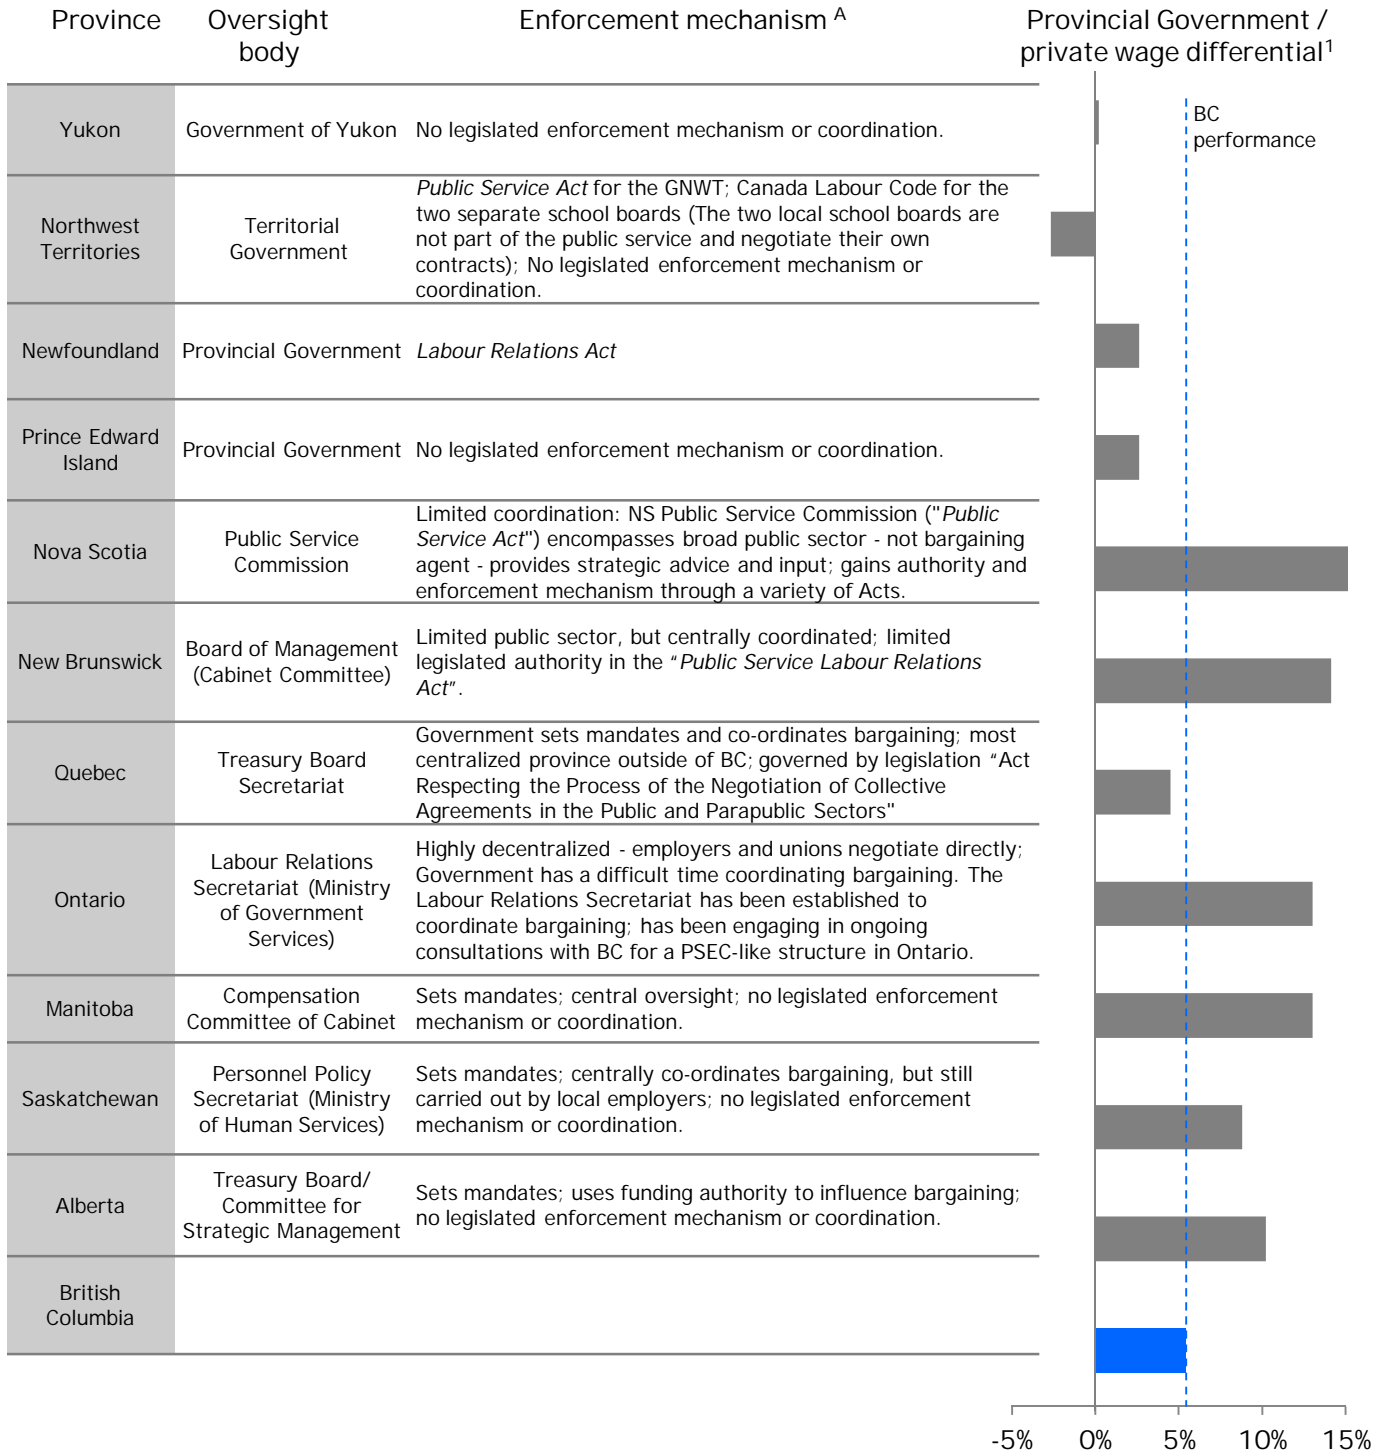 Province
Oversight
body
Enforcement mechanism A
Provincial Government /
private wage differential1
Yukon
Government of Yukon
No legislated enforcement mechanism or coordination.
BC
performance
Northwest
Territories
Territorial
Government
Public Service Act for the GNWT; Canada Labour Code for the
two separate school boards (The two local school boards are
not part of the public service and negotiate their own
contracts); No legislated enforcement mechanism or
coordination.
Newfoundland
Provincial Government
Labour Relations Act
Prince Edward
Island
Provincial Government
No legislated enforcement mechanism or coordination.
Nova Scotia
Public Service
Commission
Limited coordination: NS Public Service Commission ("Public
Service Act") encompasses broad public sector - not bargaining
agent - provides strategic advice and input; gains authority and
enforcement mechanism through a variety of Acts.
New Brunswick
Board of Management
(Cabinet Committee)
Limited public sector, but centrally coordinated; limited
legislated authority in the “Public Service Labour Relations
Act”.
Quebec
Treasury Board
Secretariat
Government sets mandates and co-ordinates bargaining; most
centralized province outside of BC; governed by legislation “Act
Respecting the Process of the Negotiation of Collective
Agreements in the Public and Parapublic Sectors"
Ontario
Labour Relations
Secretariat (Ministry
of Government
Services)
Highly decentralized - employers and unions negotiate directly;
Government has a difficult time coordinating bargaining. The
Labour Relations Secretariat has been established to
coordinate bargaining; has been engaging in ongoing
consultations with BC for a PSEC-like structure in Ontario.
Manitoba
Compensation
Committee of Cabinet
Sets mandates; central oversight; no legislated enforcement
mechanism or coordination.
Saskatchewan
Personnel Policy
Secretariat (Ministry
of Human Services)
Sets mandates; centrally co-ordinates bargaining, but still
carried out by local employers; no legislated enforcement
mechanism or coordination.
Alberta
Treasury Board/
Committee for
Strategic Management
Sets mandates; uses funding authority to influence bargaining;
no legislated enforcement mechanism or coordination.
British
Columbia
-5% 0% 5% 10% 15%